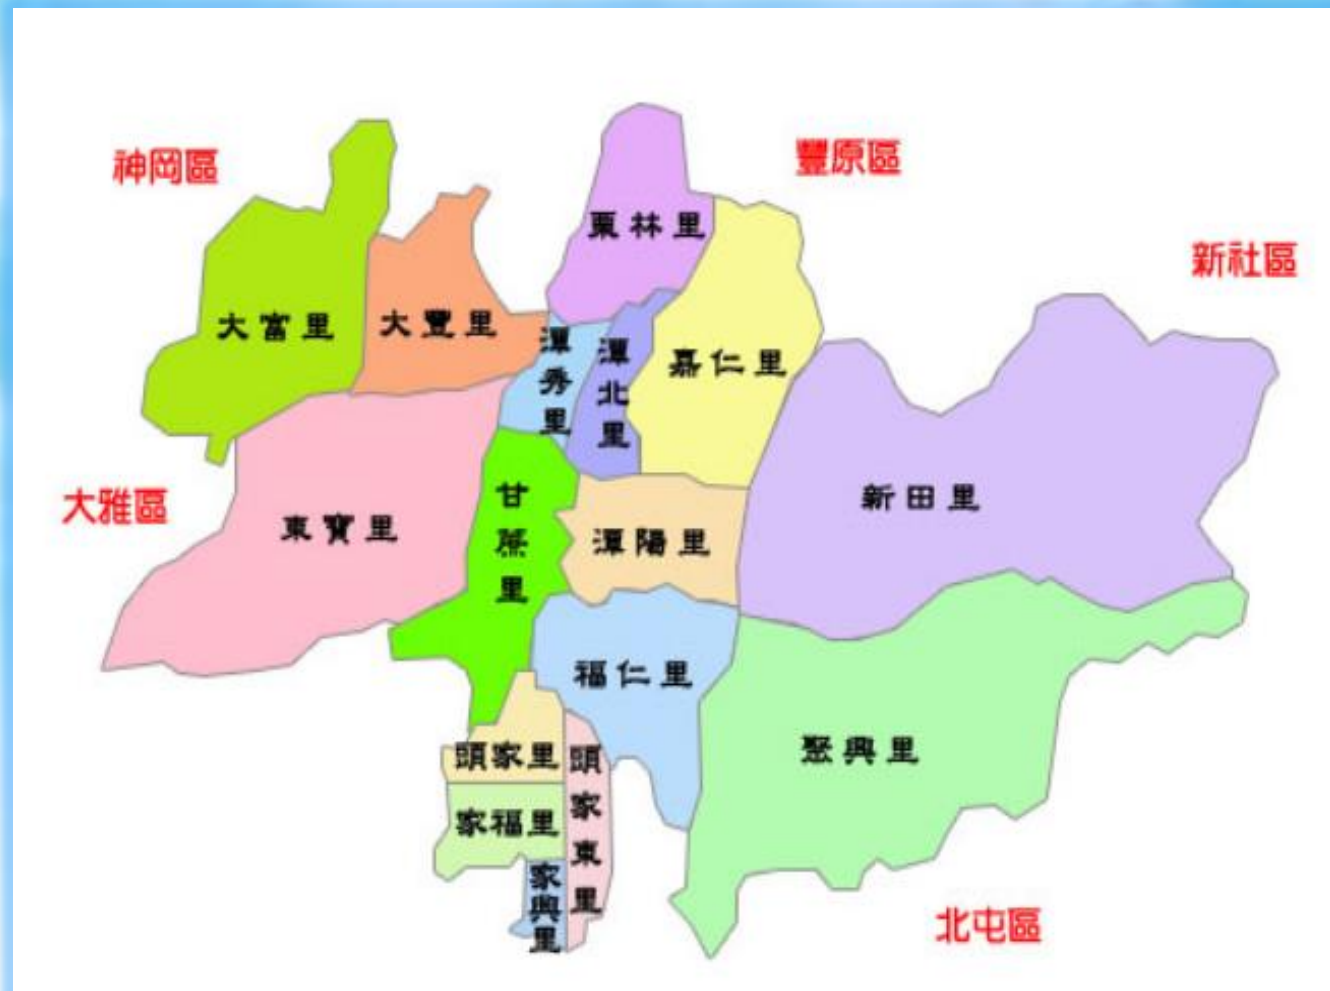 神岡區
豐原區
栗林里
新社區
大富里
大豐里
潭秀里
潭北里
嘉仁里
大雅區
東寶里
甘蔗里
潭陽里
新田里
福仁里
聚興里
頭家里
頭家東里
家福里
家興里
北屯區